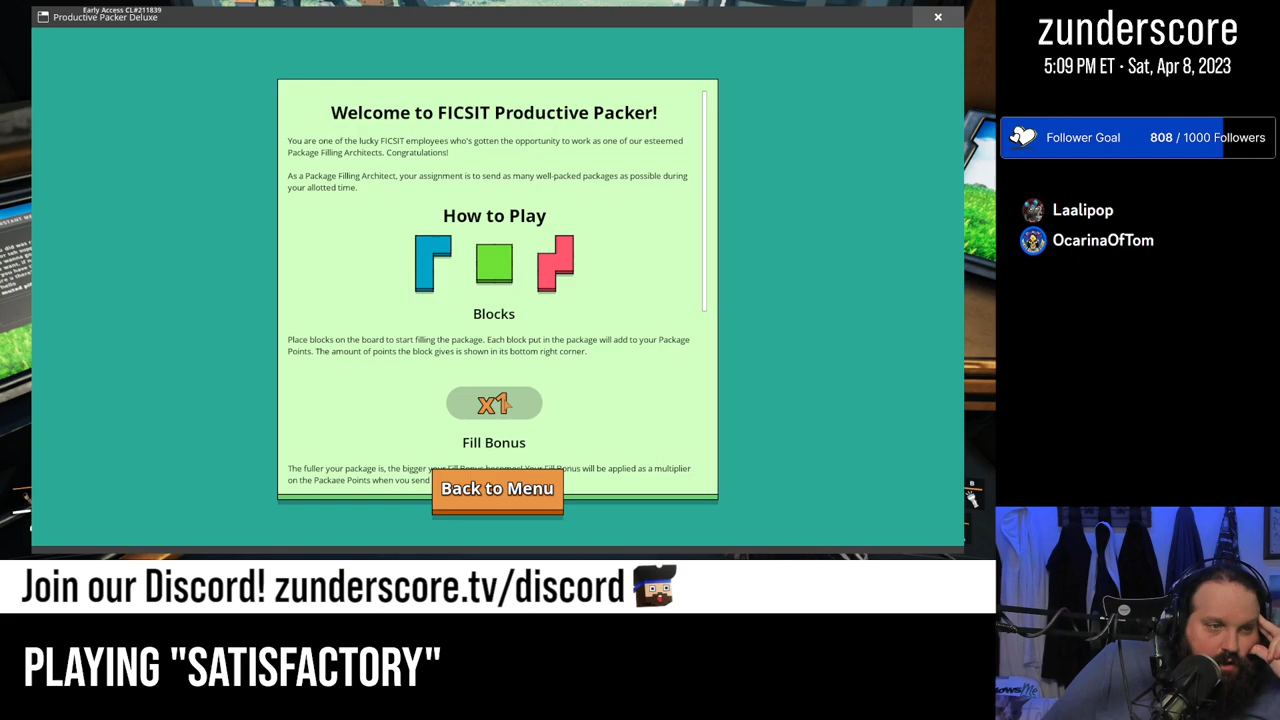 Early Access CL#211839
Productive Packer Deluxe
Welcome to FICSIT Productive Packer!
You are one of the lucky FICSIT employees who's gotten the opportunity to work as one of our esteemed
Package Filling Architects. Congratulations!
As a Package Filling Architect, your assignment is to send as many well-packed packages as possible during
your allotted time.
How to Play
Blocks
Place blocks on the board to start filling the package. Each block put in the package will add to your Package
Points. The amount of points the block gives is shown in its bottom right corner.
x1
Fill Bonus
The fuller your package is, the bigger your Fill Bonus becomes! Your Fill Bonus will be applied as a multiplier
on the Package Points when you send
Back to Menu
zunderscore
5:09 PM ET • Sat, Apr 8, 2023
Follower Goal 808 / 1000 Followers
Laalipop
OcarinaOfTom
Join our Discord! zunderscore.tv/discord
PLAYING "SATISFACTORY"